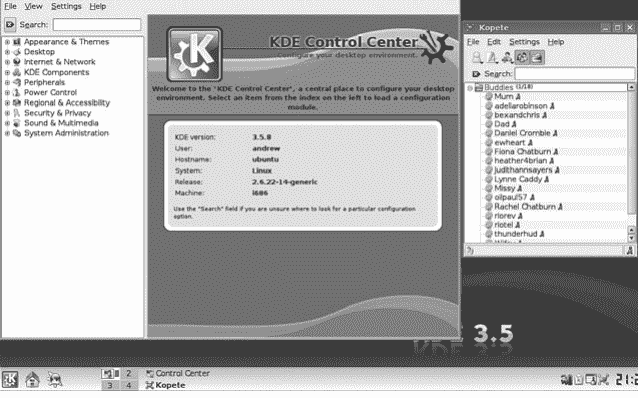 File View Settings Help
Search:
Appearance & Themes
Desktop
Internet & Network
KDE Components
Peripherals
Power Control
Regional & Accessibility
Security & Privacy
Sound & Multimedia
System Administration
KDE Control Center
Configure your desktop environment.
Welcome to the "KDE Control Center", a central place to configure your desktop
environment. Select an item from the index on the left to load a configuration
module.
KDE version: 3.5.8
User: andrew
Hostname: ubuntu
System: Linux
Release: 2.6.22-14-generic
Machine: i686
Use the "Search" field if you are unsure where to look for a particular configuration
option.
Kopete
File Edit Settings Help
Search:
Buddies (1/18)
Mum
adellarobinson
bexandchris
Dad
Daniel Crombie
ewheart
Fiona Chatburn
heather4brian
judithannsayers
Lynne Caddy
Missy
oilpaul57
Rachel Chatburn
riorev
riotel
thunderhud
3.5
2
3 4
Control Center
Kopete